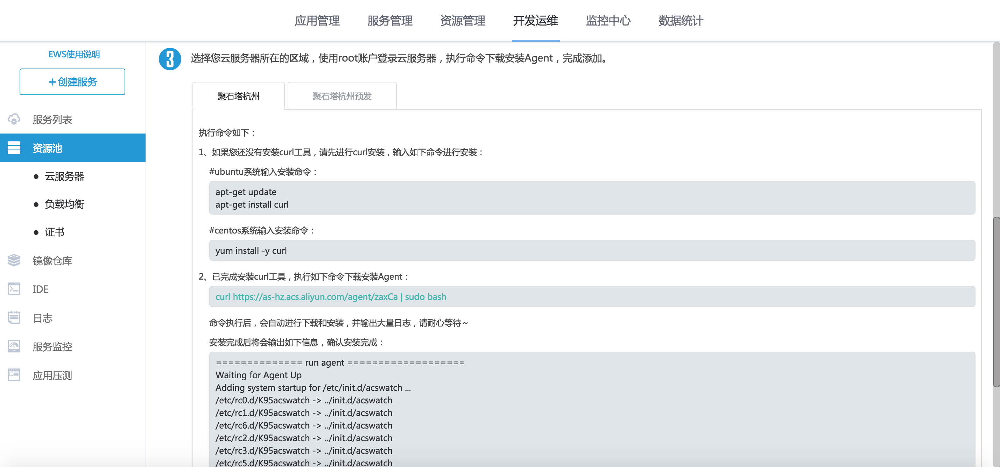 应用管理 服务管理 资源管理 开发运维 监控中心 数据统计
EWS使用说明
+创建服务
服务列表
资源池
云服务器
负载均衡
证书
镜像仓库
IDE
日志
服务监控
应用压测
3 选择您云服务器所在的区域，使用root账户登录云服务器，执行命令下载安装Agent，完成添加。
聚石塔杭州 聚石塔杭州预发
执行命令如下：
1、如果您还没有安装curl工具，请先进行curl安装，输入如下命令进行安装：
#ubuntu系统输入安装命令：
apt-get update
apt-get install curl
#centos系统输入安装命令：
yum install -y curl
2、已完成安装curl工具，执行如下命令下载安装Agent：
curl https://as-hz.acs.aliyun.com/agent/zaxCa | sudo bash
命令执行后，会自动进行下载和安装，并输出大量日志，请耐心等待～
安装完成后将会输出如下信息，确认安装完成：
============== run agent ===================
Waiting for Agent Up
Adding system startup for /etc/init.d/acswatch ...
/etc/rc0.d/K95acswatch -> ../init.d/acswatch
/etc/rc1.d/K95acswatch -> ../init.d/acswatch
/etc/rc6.d/K95acswatch -> ../init.d/acswatch
/etc/rc2.d/K95acswatch -> ../init.d/acswatch
/etc/rc3.d/K95acswatch -> ../init.d/acswatch
/etc/rc5.d/K95acswatch -> ../init.d/acswatch